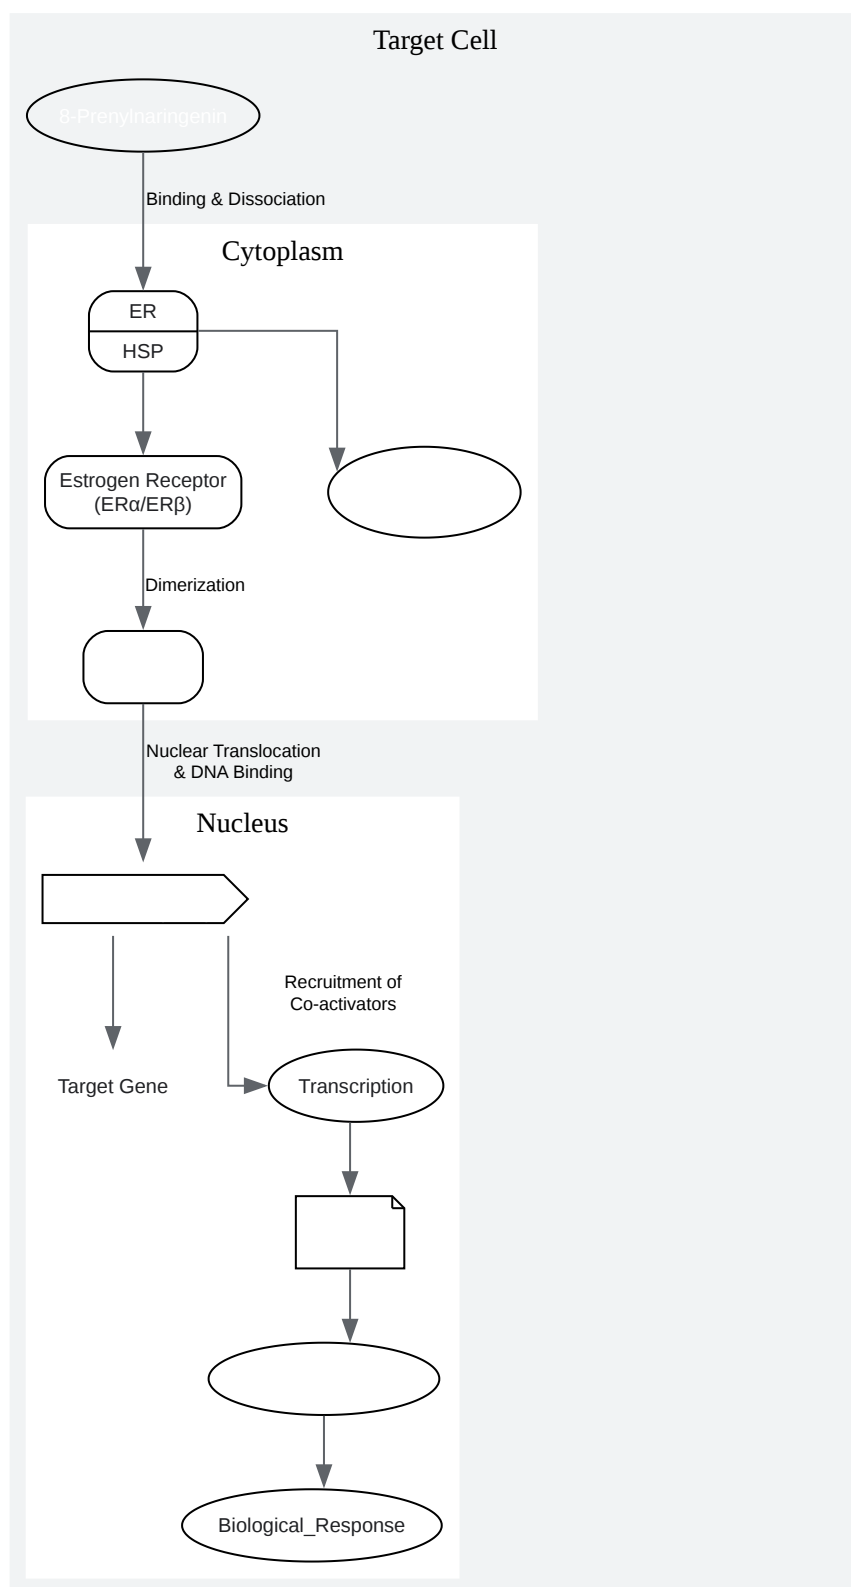 Target Cell
8-Prenylnaringenin
Binding & Dissociation
Cytoplasm
ER
HSP
Estrogen Receptor
(ERα/ERβ)
Dimerization
Nuclear Translocation
& DNA Binding
Nucleus
Recruitment of
Co-activators
Target Gene
Transcription
Biological_Response